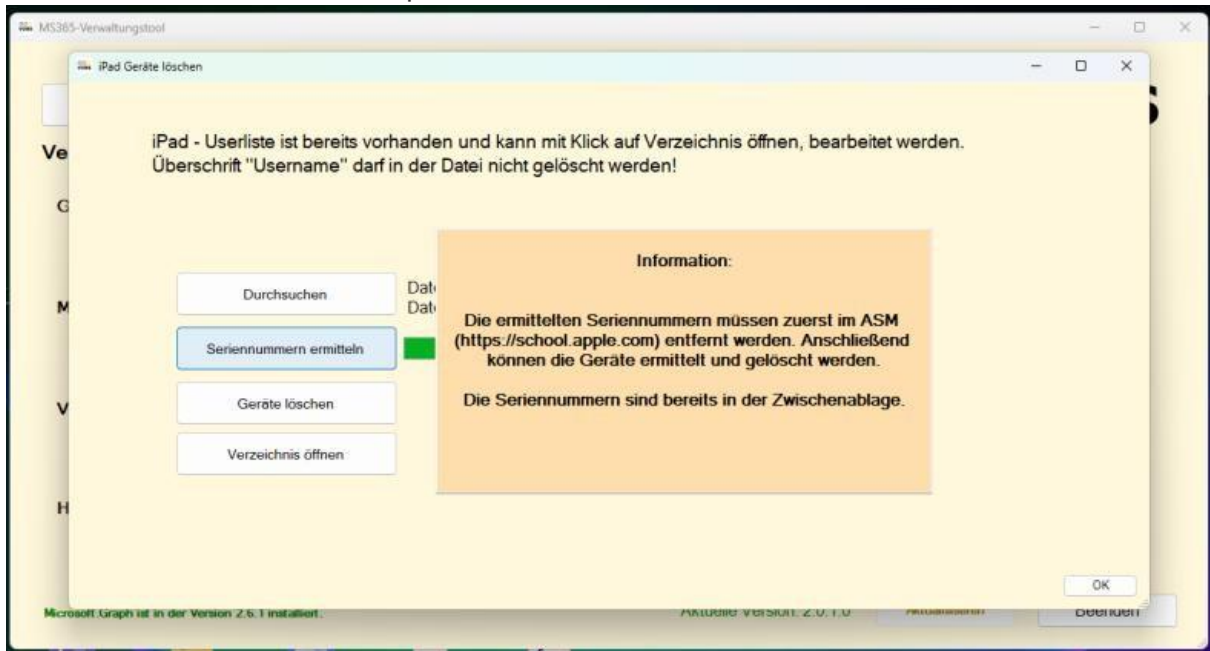 MS365-Verwaltungstool
iPad Geräte löschen
S
iPad - Userliste ist bereits vorhanden und kann mit Klick auf Verzeichnis öffnen, bearbeitet werden.
Überschrift "Username" darf in der Datei nicht gelöscht werden!
Ve
G
M
V
H
Durchsuchen
Seriennummern ermitteln
Geräte löschen
Verzeichnis öffnen
Date
Date
Information:
Die ermittelten Seriennummern müssen zuerst im ASM
(https://school.apple.com) entfernt werden. Anschließend
können die Geräte ermittelt und gelöscht werden.
Die Seriennummern sind bereits in der Zwischenablage.
OK
Microsoft.Graph ist in der Version 2.6.1 installiert.
Aktuelle Version: 2.0.1.0
Aktualisieren
Beenden